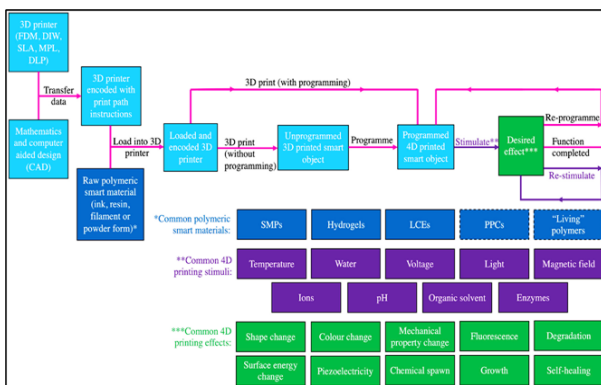 3D printer
(FDM, DIW,
SLA, MPL,
DLP)
Transfer
data
Mathematics and
computer
aided design
(CAD)
3D printer
encoded with
print path
instructions
Load into 3D
printer
Raw polymeric
smart material
(ink, resin,
filament or
powder form)*
3D print (with programming)
Loaded and
encoded 3D
printer
3D print
(without
programming)
Unprogrammed
3D printed smart
object
Programme
Programmed
4D printed
smart object
Stimulate**
Desired
effect***
Re-programme
Function
completed
Re-stimulate
*Common polymeric
smart materials:
SMPs
Hydrogels
LCEs
PPCs
"Living"
polymers
**Common 4D
printing stimuli:
Temperature
Water
Voltage
Light
Magnetic field
Ions
pH
Organic solvent
Enzymes
***Common 4D
printing effects:
Shape change
Colour change
Mechanical
property change
Fluorescence
Degradation
Surface energy
change
Piezoelectricity
Chemical spawn
Growth
Self-healing